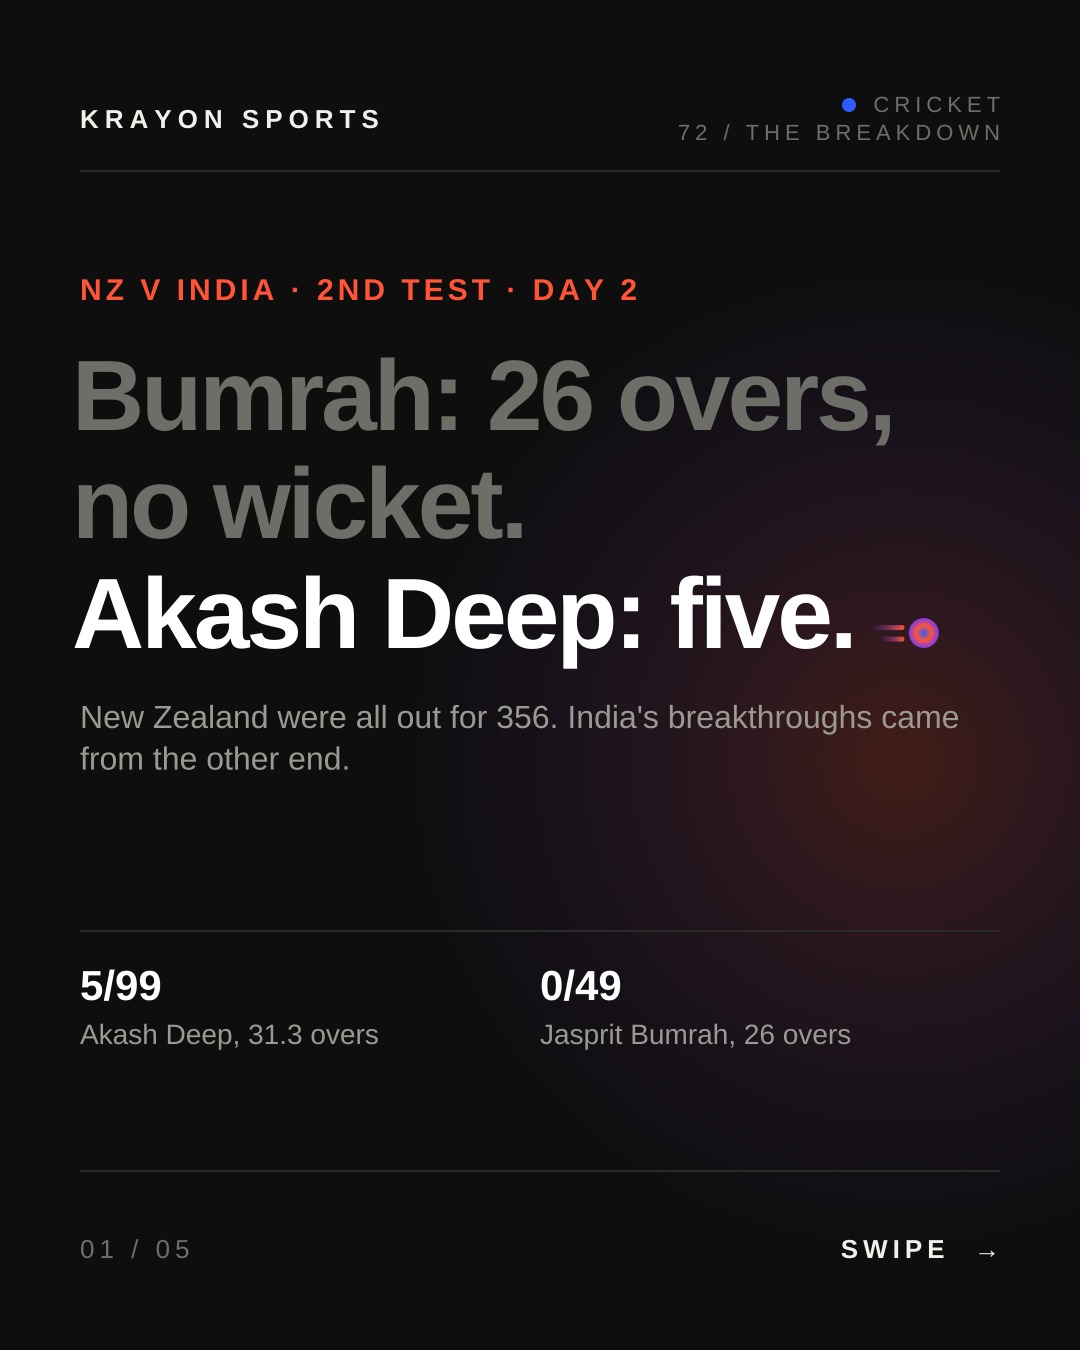 KRAYON SPORTS
CRICKET
72 / THE BREAKDOWN
NZ V INDIA · 2ND TEST · DAY 2
Bumrah: 26 overs,
no wicket.
Akash Deep: five.
New Zealand were all out for 356. India's breakthroughs came
from the other end.
5/99
Akash Deep, 31.3 overs
0/49
Jasprit Bumrah, 26 overs
01 / 05
SWIPE →